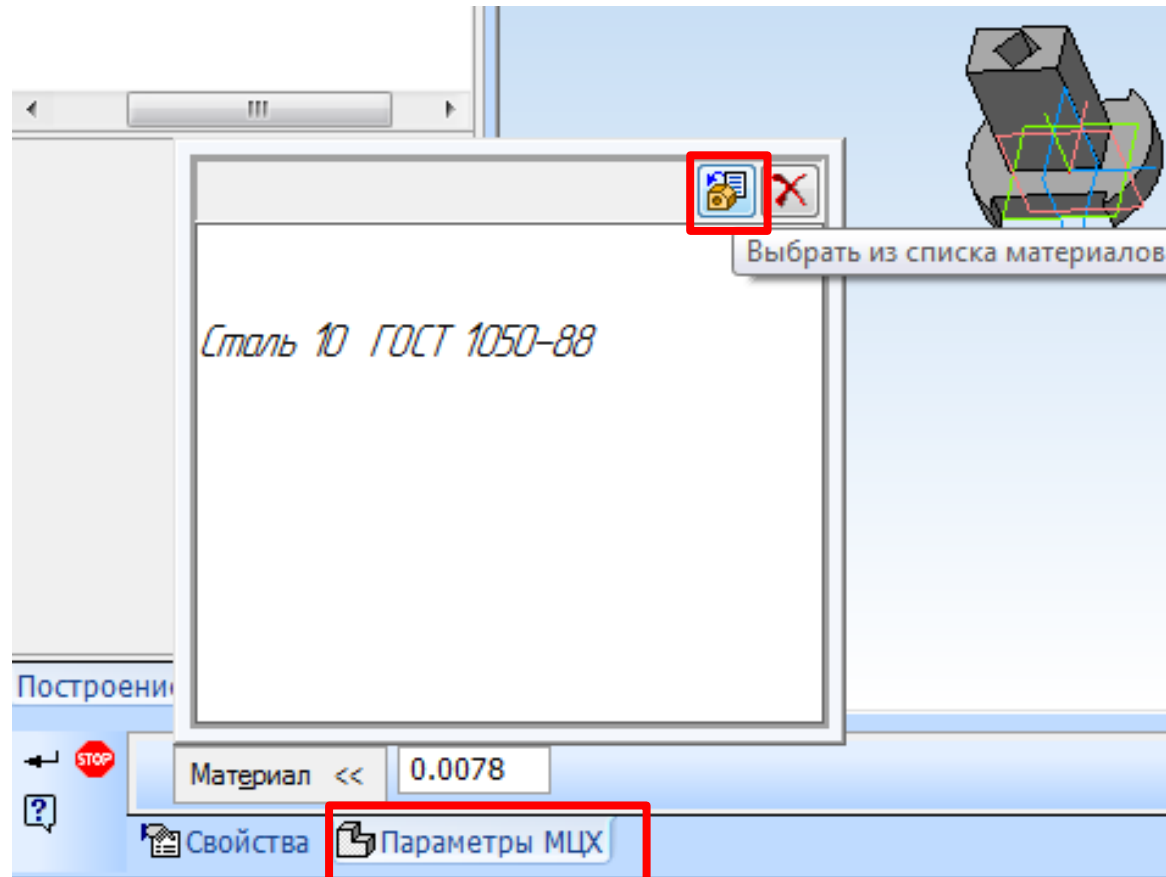 Выбрать из списка материалов
Сталь 10 ГОСТ 1050-88
Построени
STOP
Материал << 0.0078
Свойства Параметры МЦХ